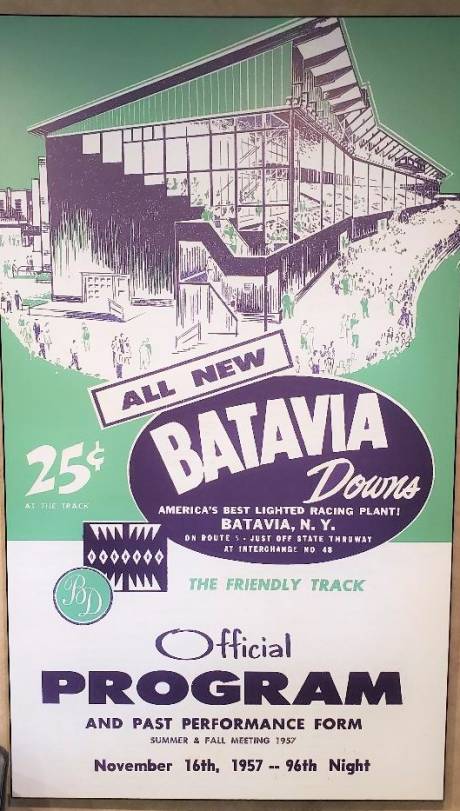 ALL NEW
BATAVIA
Downs
25¢
AT THE TRACK
AMERICA'S BEST LIGHTED RACING PLANT!
BATAVIA, N. Y.
ON ROUTE 5 - JUST OFF STATE THRUWAY
AT INTERCHANGE NO 48
BD
THE FRIENDLY TRACK
Official
PROGRAM
AND PAST PERFORMANCE FORM
SUMMER & FALL MEETING 1957
November 16th, 1957 -- 96th Night